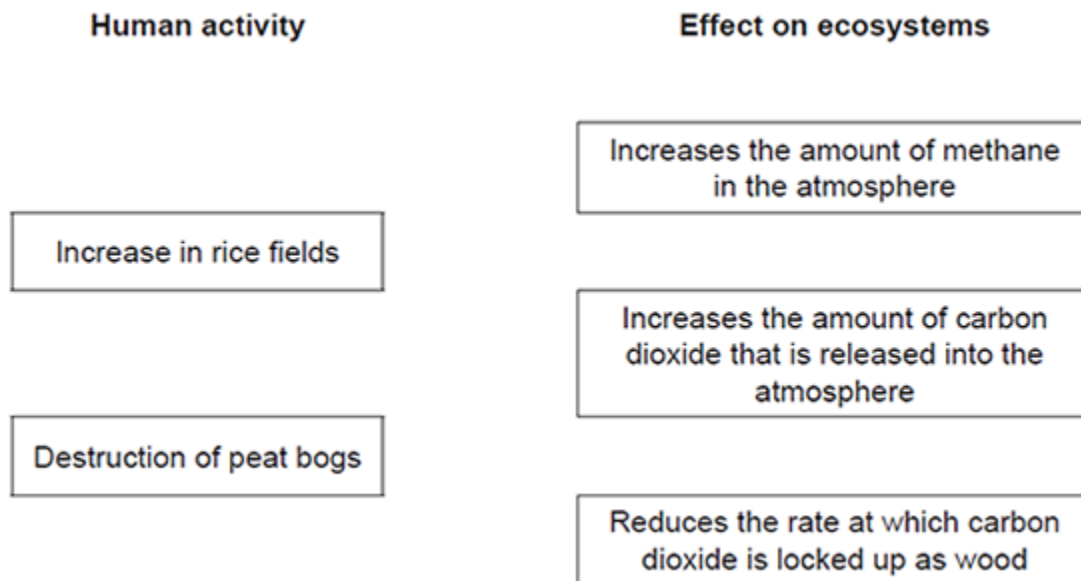 Human activity
Effect on ecosystems
Increases the amount of methane
in the atmosphere
Increase in rice fields
Increases the amount of carbon
dioxide that is released into the
atmosphere
Destruction of peat bogs
Reduces the rate at which carbon
dioxide is locked up as wood